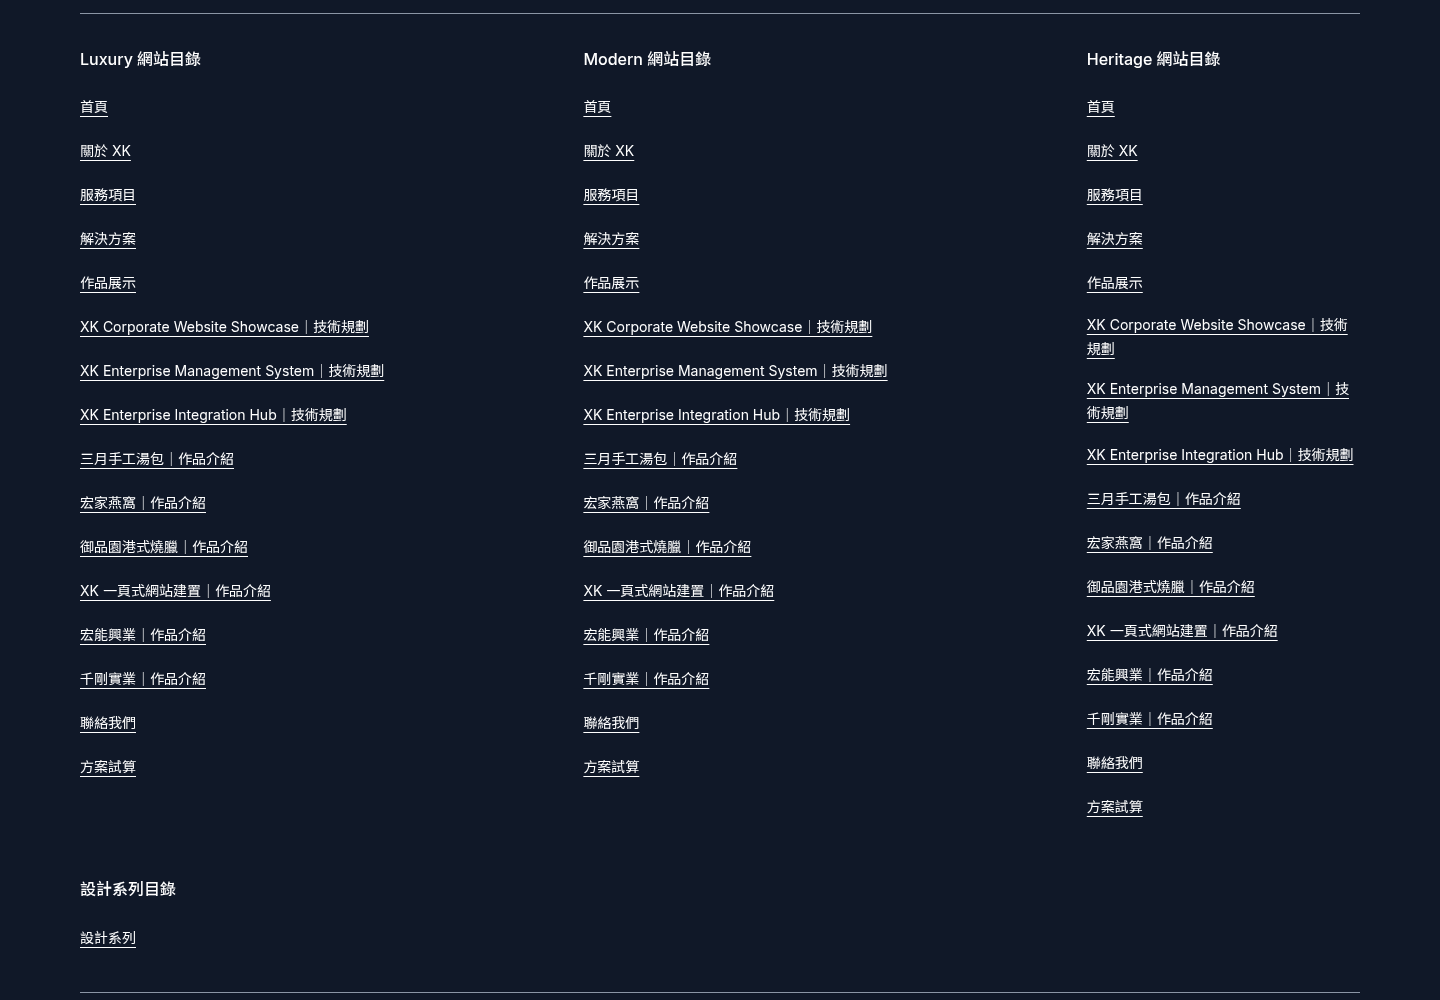 Luxury 網站目錄
首頁
關於 XK
服務項目
解決方案
作品展示
XK Corporate Website Showcase｜技術規劃
XK Enterprise Management System｜技術規劃
XK Enterprise Integration Hub｜技術規劃
三月手工湯包｜作品介紹
宏家燕窩｜作品介紹
御品園港式燒臘｜作品介紹
XK 一頁式網站建置｜作品介紹
宏能興業｜作品介紹
千剛實業｜作品介紹
聯絡我們
方案試算
Modern 網站目錄
首頁
關於 XK
服務項目
解決方案
作品展示
XK Corporate Website Showcase｜技術規劃
XK Enterprise Management System｜技術規劃
XK Enterprise Integration Hub｜技術規劃
三月手工湯包｜作品介紹
宏家燕窩｜作品介紹
御品園港式燒臘｜作品介紹
XK 一頁式網站建置｜作品介紹
宏能興業｜作品介紹
千剛實業｜作品介紹
聯絡我們
方案試算
Heritage 網站目錄
首頁
關於 XK
服務項目
解決方案
作品展示
XK Corporate Website Showcase｜技術
規劃
XK Enterprise Management System｜技
術規劃
XK Enterprise Integration Hub｜技術規劃
三月手工湯包｜作品介紹
宏家燕窩｜作品介紹
御品園港式燒臘｜作品介紹
XK 一頁式網站建置｜作品介紹
宏能興業｜作品介紹
千剛實業｜作品介紹
聯絡我們
方案試算
設計系列目錄
設計系列